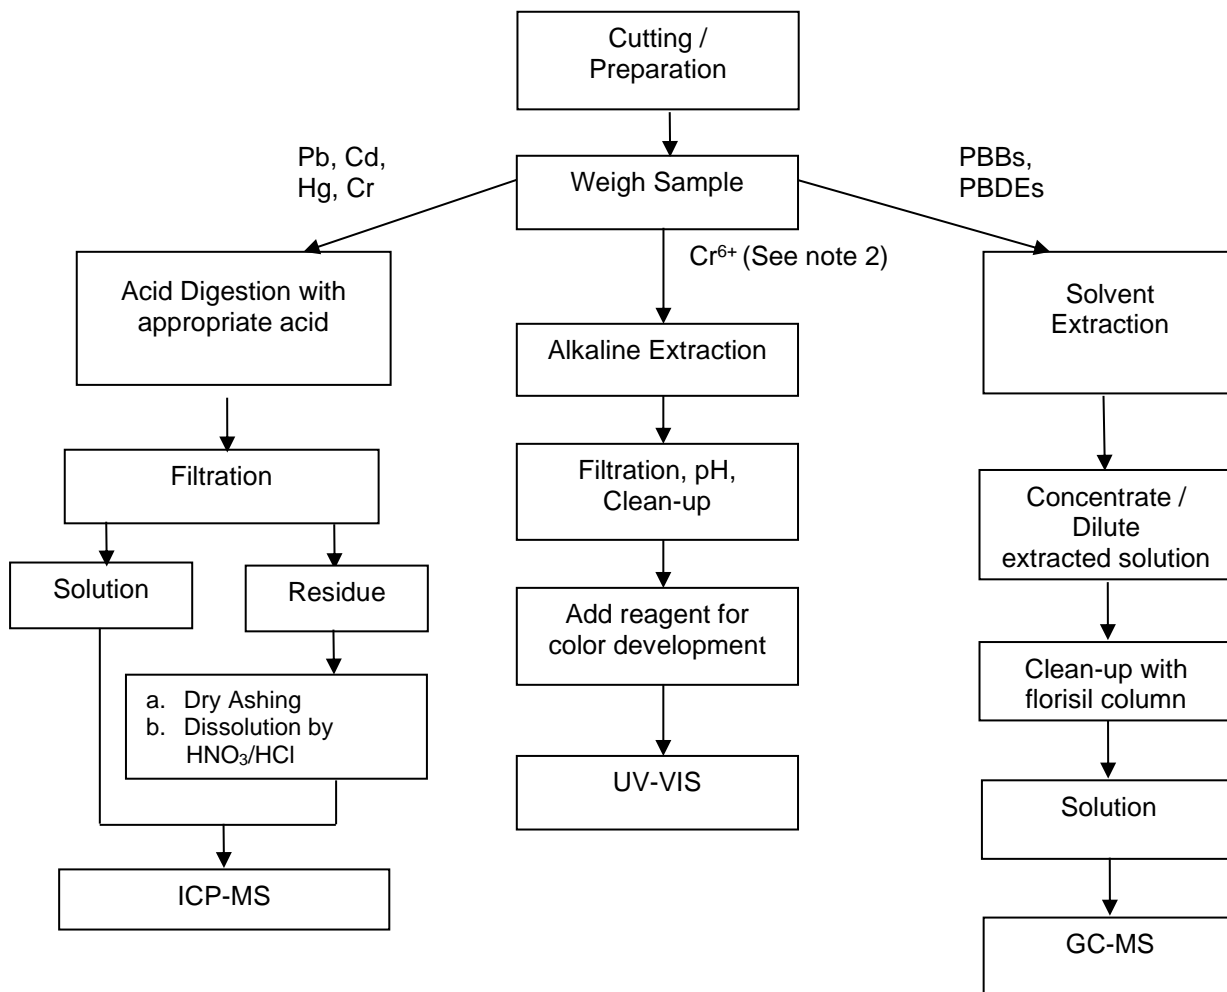 Cutting /
Preparation
Pb, Cd,
Hg, Cr
Weigh Sample
PBBs,
PBDEs
Cr⁶⁺ (See note 2)
Acid Digestion with
appropriate acid
Solvent
Extraction
Alkaline Extraction
Filtration
Filtration, pH,
Clean-up
Concentrate /
Dilute
extracted solution
Solution
Residue
Add reagent for
color development
Clean-up with
florisil column
a. Dry Ashing
b. Dissolution by
HNO₃/HCl
UV-VIS
Solution
ICP-MS
GC-MS